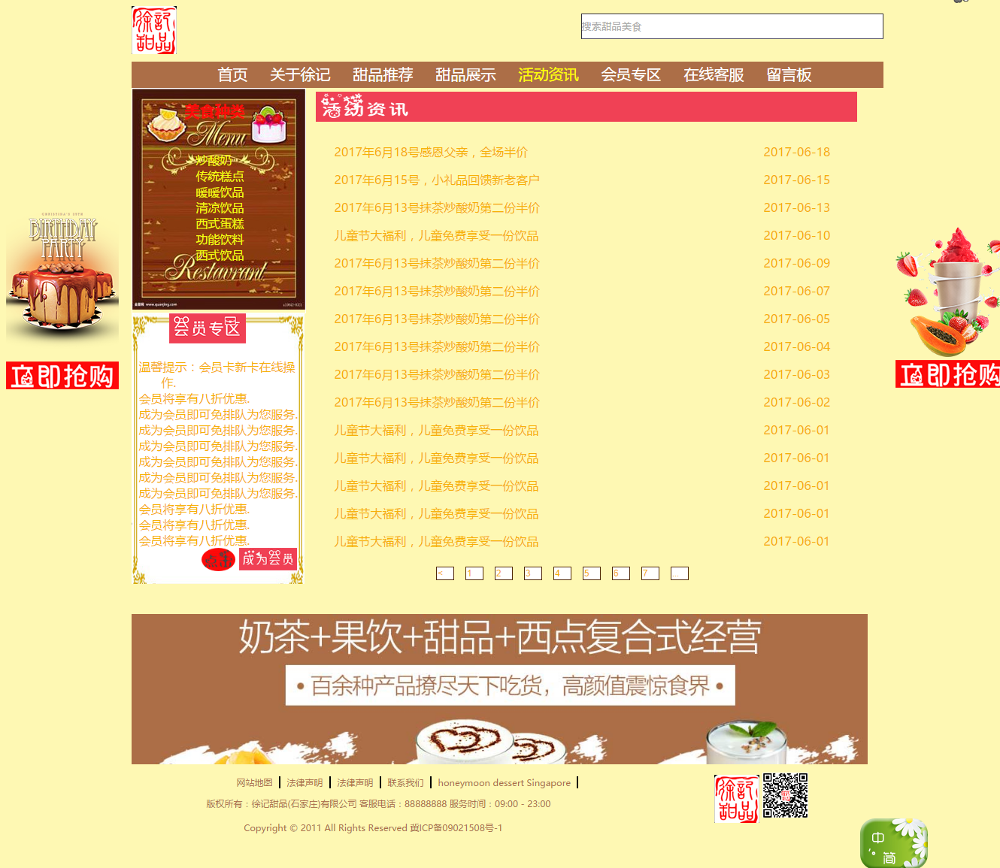 徐記
甜品
搜索甜品美食
首页 关于徐记 甜品推荐 甜品展示 活动资讯 会员专区 在线客服 留言板
美食种类
Menu
炒酸奶
传统糕点
暖暖饮品
清凉饮品
西式蛋糕
功能饮料
西式饮品
Restavrant
全景网 www.quanjing.com
活动资讯
2017年6月18号感恩父亲，全场半价 2017-06-18
2017年6月15号，小礼品回馈新老客户 2017-06-15
2017年6月13号抹茶炒酸奶第二份半价 2017-06-13
儿童节大福利，儿童免费享受一份饮品 2017-06-10
2017年6月13号抹茶炒酸奶第二份半价 2017-06-09
2017年6月13号抹茶炒酸奶第二份半价 2017-06-07
2017年6月13号抹茶炒酸奶第二份半价 2017-06-05
2017年6月13号抹茶炒酸奶第二份半价 2017-06-04
2017年6月13号抹茶炒酸奶第二份半价 2017-06-03
2017年6月13号抹茶炒酸奶第二份半价 2017-06-02
儿童节大福利，儿童免费享受一份饮品 2017-06-01
儿童节大福利，儿童免费享受一份饮品 2017-06-01
儿童节大福利，儿童免费享受一份饮品 2017-06-01
儿童节大福利，儿童免费享受一份饮品 2017-06-01
儿童节大福利，儿童免费享受一份饮品 2017-06-01
< 1 2 3 4 5 6 7 ...
BIRTHDAY
PARTY
立即抢购
立即抢购
会员专区
温馨提示：会员卡新卡在线操
作.
会员将享有八折优惠.
成为会员即可免排队为您服务.
成为会员即可免排队为您服务.
成为会员即可免排队为您服务.
成为会员即可免排队为您服务.
成为会员即可免排队为您服务.
成为会员即可免排队为您服务.
会员将享有八折优惠.
会员将享有八折优惠.
会员将享有八折优惠.
点击 成为会员
奶茶+果饮+甜品+西点复合式经营
•百余种产品撩尽天下吃货，高颜值震惊食界•
网站地图 法律声明 法律声明 联系我们 honeymoon dessert Singapore
版权所有：徐记甜品(石家庄)有限公司 客服电话：88888888 服务时间：09:00 - 23:00
Copyright © 2011 All Rights Reserved 冀ICP备09021508号-1
徐記
甜品
中
简